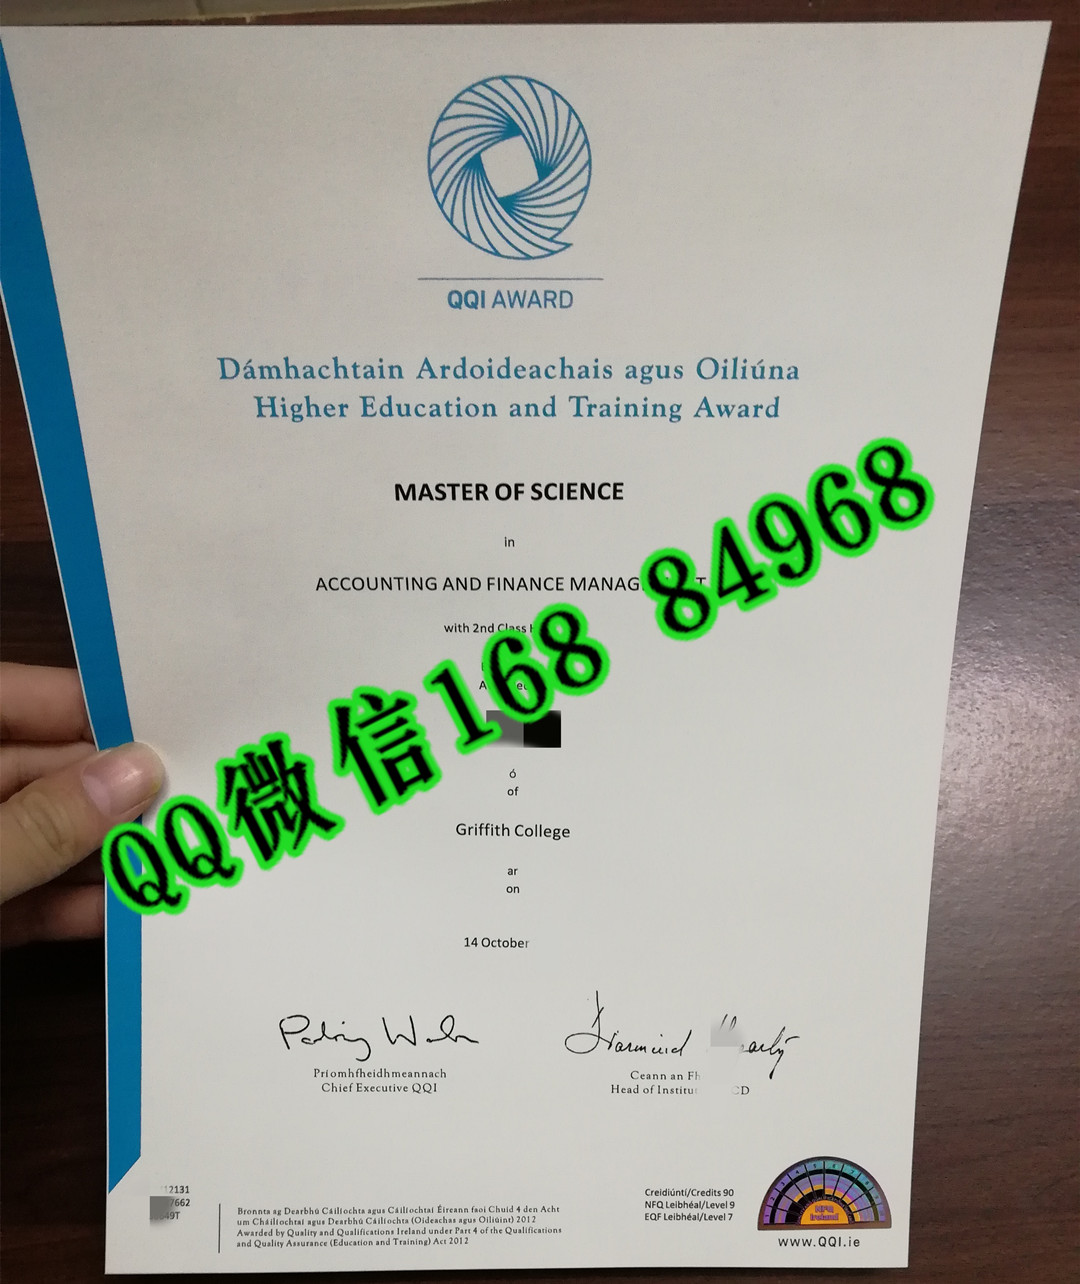 QQI AWARD
Dámhachtain Ardoideachais agus Oiliúna
Higher Education and Training Award
MASTER OF SCIENCE
in
ACCOUNTING AND FINANCE
with 2nd Class
QQ微信168 84968
ó
of
Griffith College
ar
on
14 October
Príomhfheidhmeannach
Chief Executive QQI
Ceann an
Head of
12131
7662
49T
Bronnta ag Dearbhú Cáilíochta agus Cáilíochtaí Éireann faoi Chuid 4 den Acht
um Cháilíochtaí agus Dearbhú Cáilíochta (Oideachas agus Oiliúint) 2012
Awarded by Quality and Qualifications Ireland under Part 4 of the Qualifications
and Quality Assurance (Education and Training) Act 2012
Creidiúntí/Credits 90
NFQ Leibhéal/Level 9
EQF Leibhéal/Level 7
NFQ
Ireland
www.QQI.ie